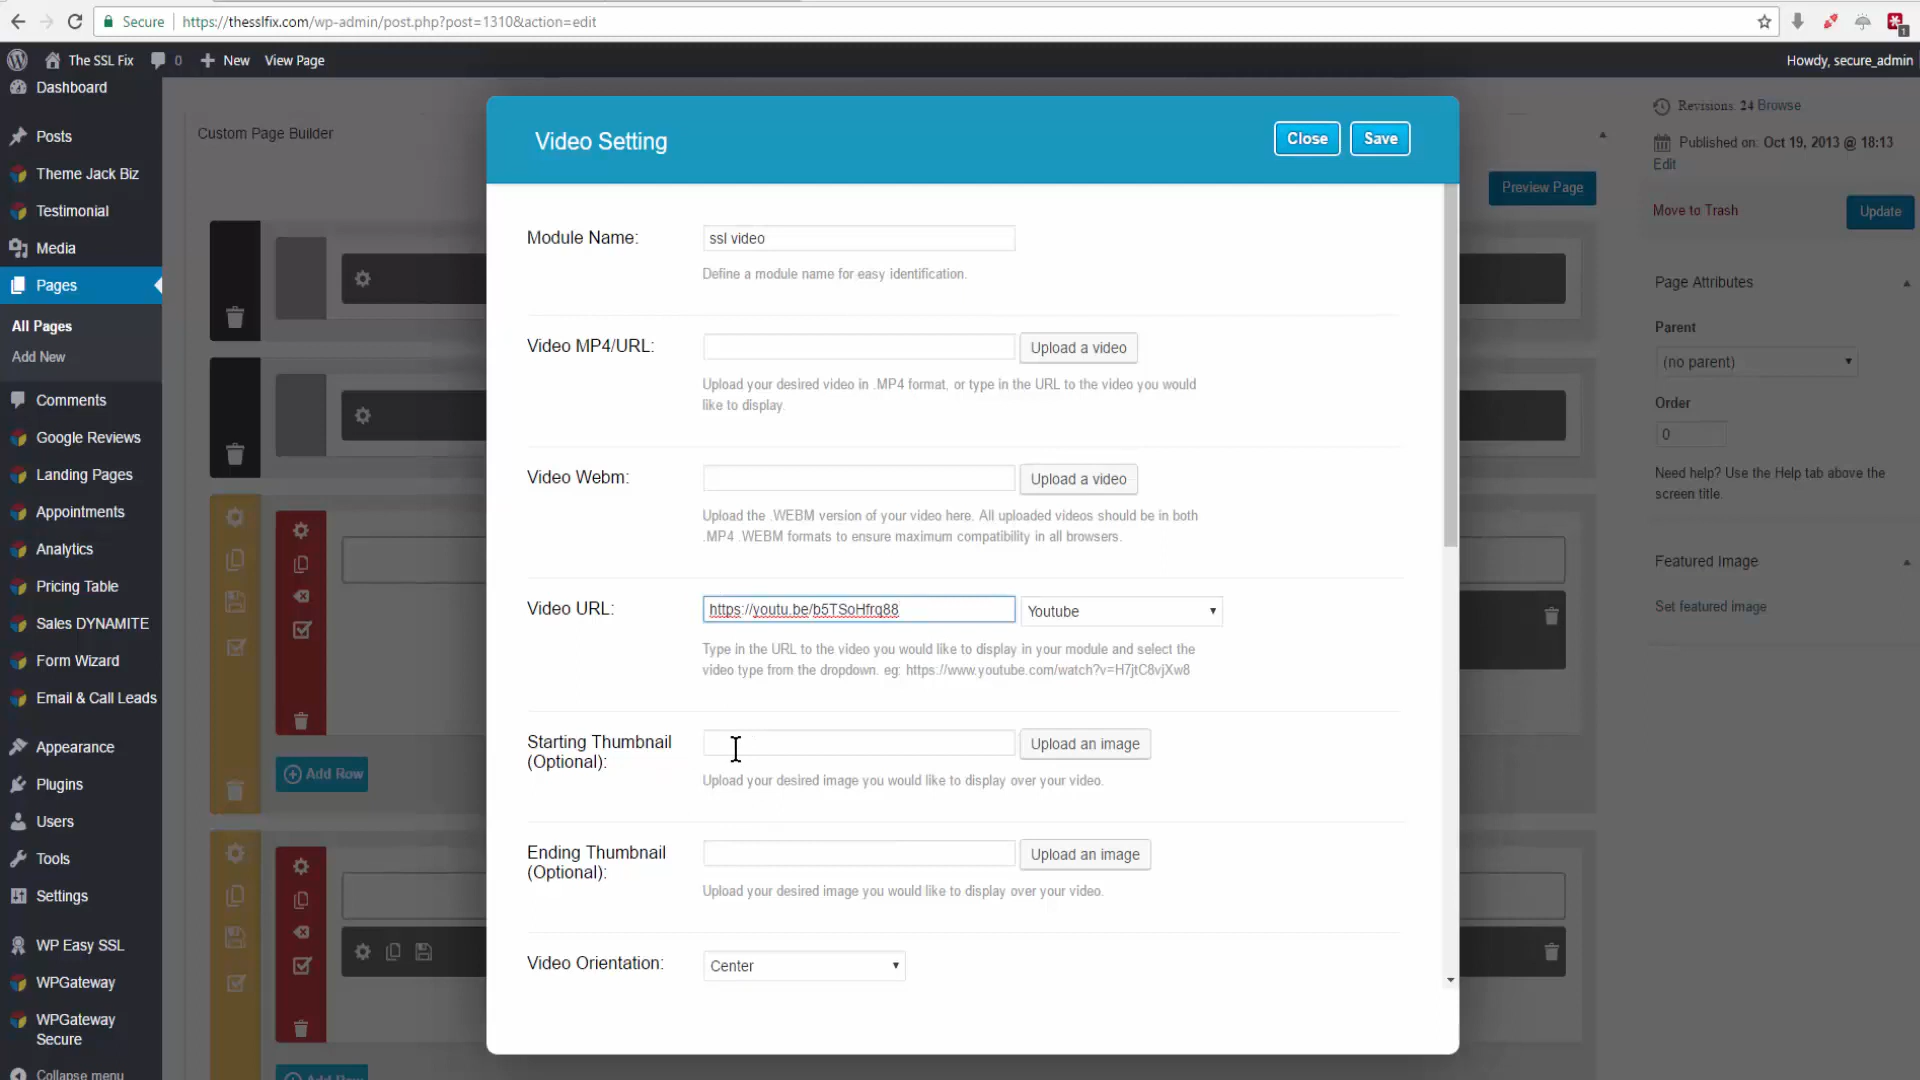 Secure https://thesslfix.com/wp-admin/post.php?post=1310&action=edit
1
The SSL Fix 0 New View Page Howdy, secure_admin
Dashboard
Posts
Theme Jack Biz
Testimonial
Media
Pages
All Pages
Add New
Comments
Google Reviews
Landing Pages
Appointments
Analytics
Pricing Table
Sales DYNAMITE
Form Wizard
Email & Call Leads
Appearance
Plugins
Users
Tools
Settings
WP Easy SSL
WPGateway
WPGateway
Secure
Collapse menu
Custom Page Builder
Add Row
Add Row
Video Setting
Close Save
Module Name: ssl video
Define a module name for easy identification.
Video MP4/URL: Upload a video
Upload your desired video in .MP4 format, or type in the URL to the video you would
like to display.
Video Webm: Upload a video
Upload the .WEBM version of your video here. All uploaded videos should be in both
.MP4 .WEBM formats to ensure maximum compatibility in all browsers.
Video URL: https://youtu.be/b5TSoHfrq88 Youtube
Type in the URL to the video you would like to display in your module and select the
video type from the dropdown. eg: https://www.youtube.com/watch?v=H7jtC8vjXw8
Starting Thumbnail
(Optional):
Upload an image
Upload your desired image you would like to display over your video.
Ending Thumbnail
(Optional):
Upload an image
Upload your desired image you would like to display over your video.
Video Orientation: Center
Preview Page
Revisions: 24 Browse
Published on: Oct 19, 2013 @ 18:13
Edit
Move to Trash
Update
Page Attributes
Parent
(no parent)
Order
0
Need help? Use the Help tab above the
screen title.
Featured Image
Set featured image